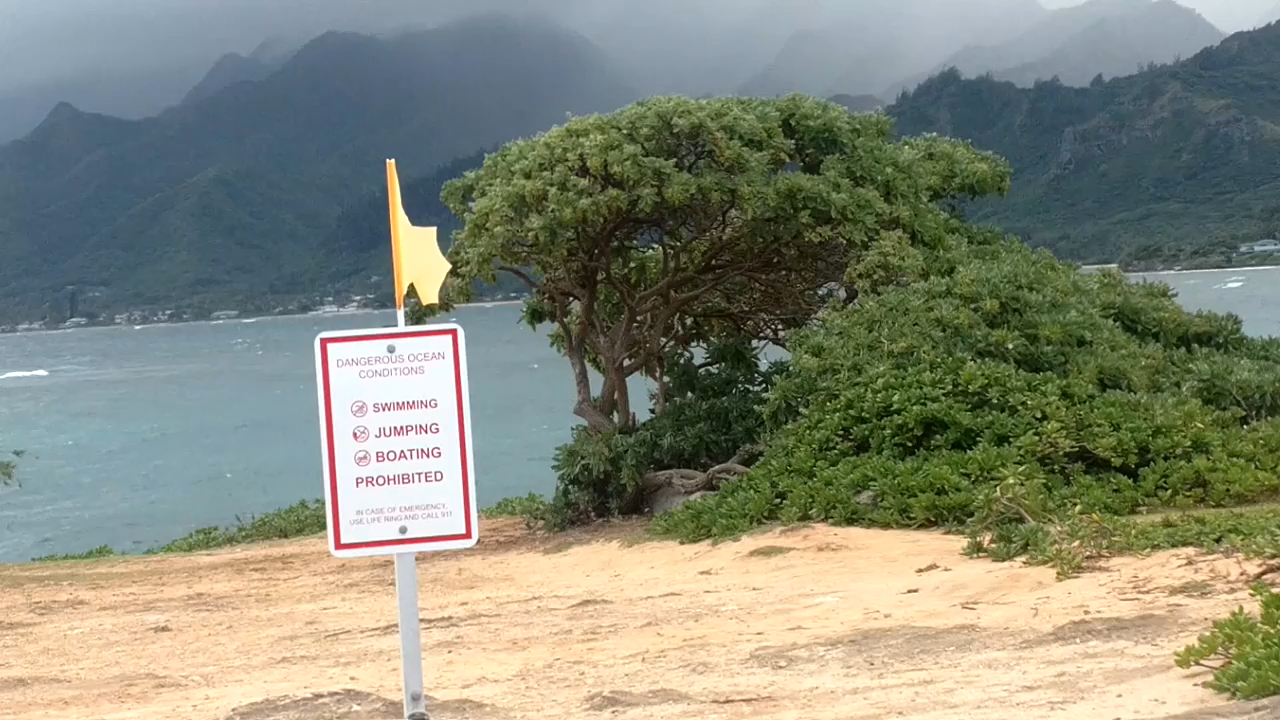 DANGEROUS OCEAN
CONDITIONS
SWIMMING
JUMPING
BOATING
PROHIBITED
IN CASE OF EMERGENCY,
USE LIFE RING AND CALL 911